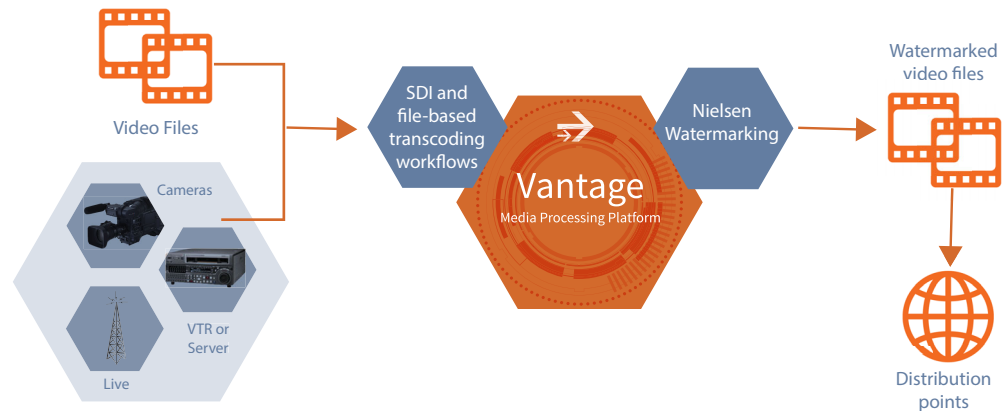 Video Files
Cameras
VTR or
Server
Live
SDI and
file-based
transcoding
workflows
Vantage
Media Processing Platform
Nielsen
Watermarking
Watermarked
video files
Distribution
points